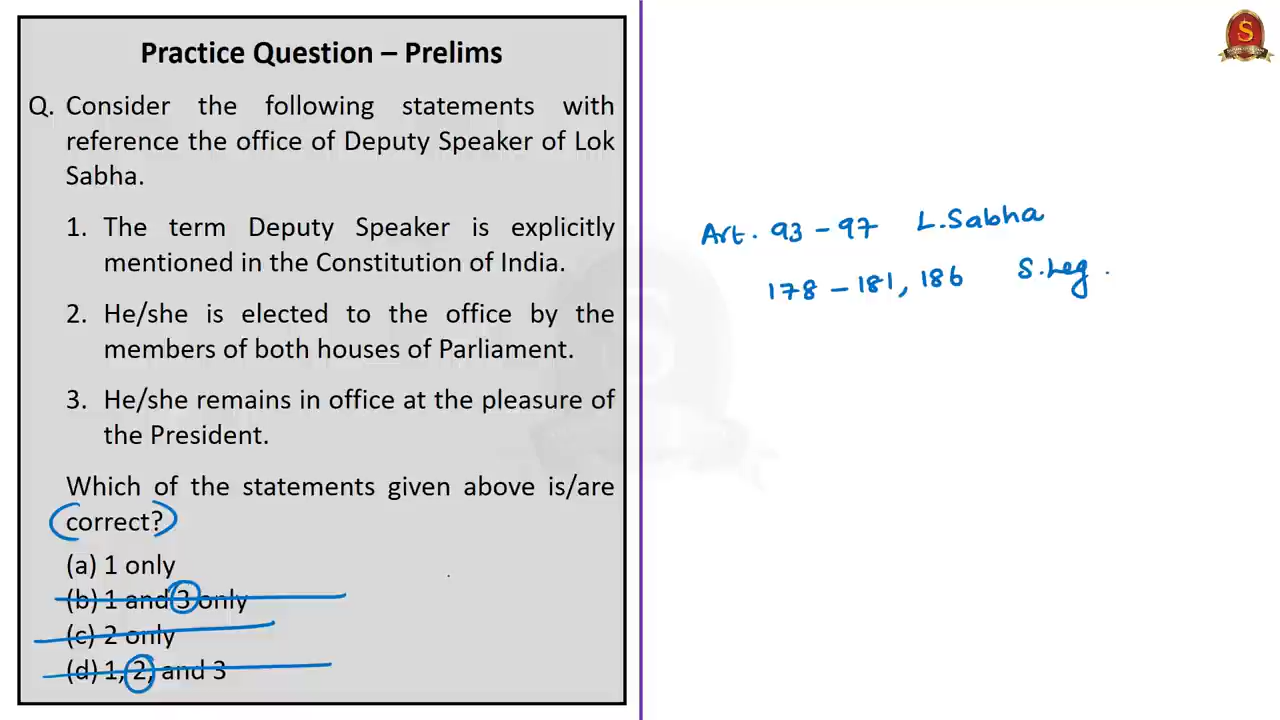 Practice Question – Prelims
Q. Consider the following statements with
reference the office of Deputy Speaker of Lok
Sabha.
1. The term Deputy Speaker is explicitly
mentioned in the Constitution of India.
2. He/she is elected to the office by the
members of both houses of Parliament.
3. He/she remains in office at the pleasure of
the President.
Which of the statements given above is/are
correct?
(a) 1 only
(b) 1 and 3 only
(c) 2 only
(d) 1, 2, and 3
Art. 93 – 97 L.Sabha
178 – 181, 186 S.Leg.
S